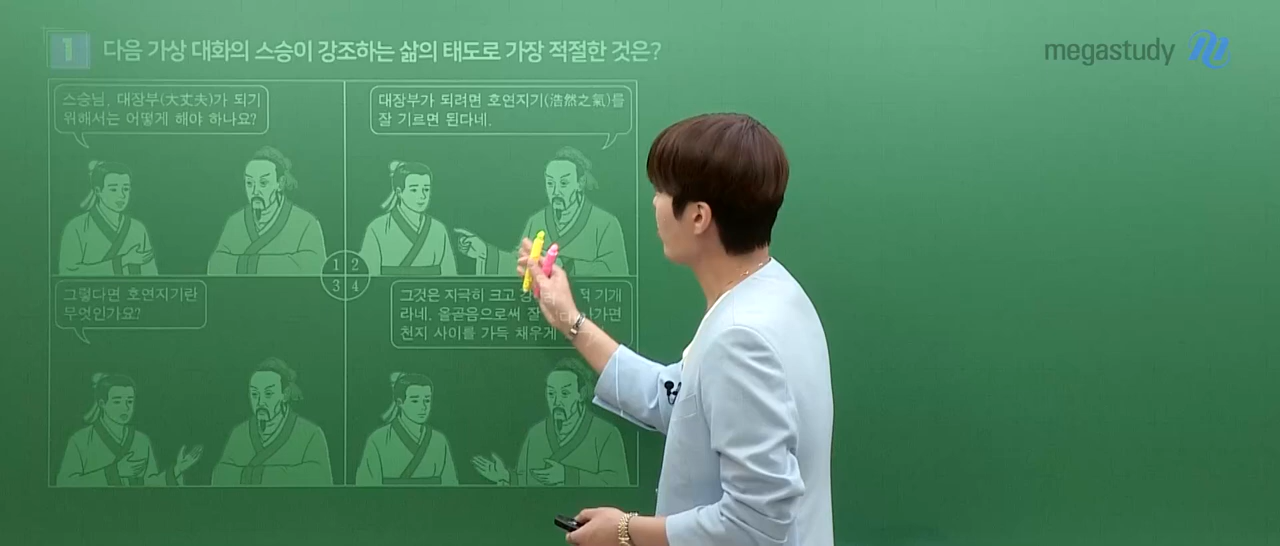 1 다음 가상 대화의 스승이 강조하는 삶의 태도로 가장 적절한 것은?
megastudy
스승님, 대장부(大丈夫)가 되기
위해서는 어떻게 해야 하나요?
대장부가 되려면 호연지기(浩然之氣)를
잘 기르면 된다네.
1 2
3 4
그렇다면 호연지기란
무엇인가요?
그것은 지극히 크고 기개
라네. 올곧음으로써 잘 가면
천지 사이를 가득 채우게